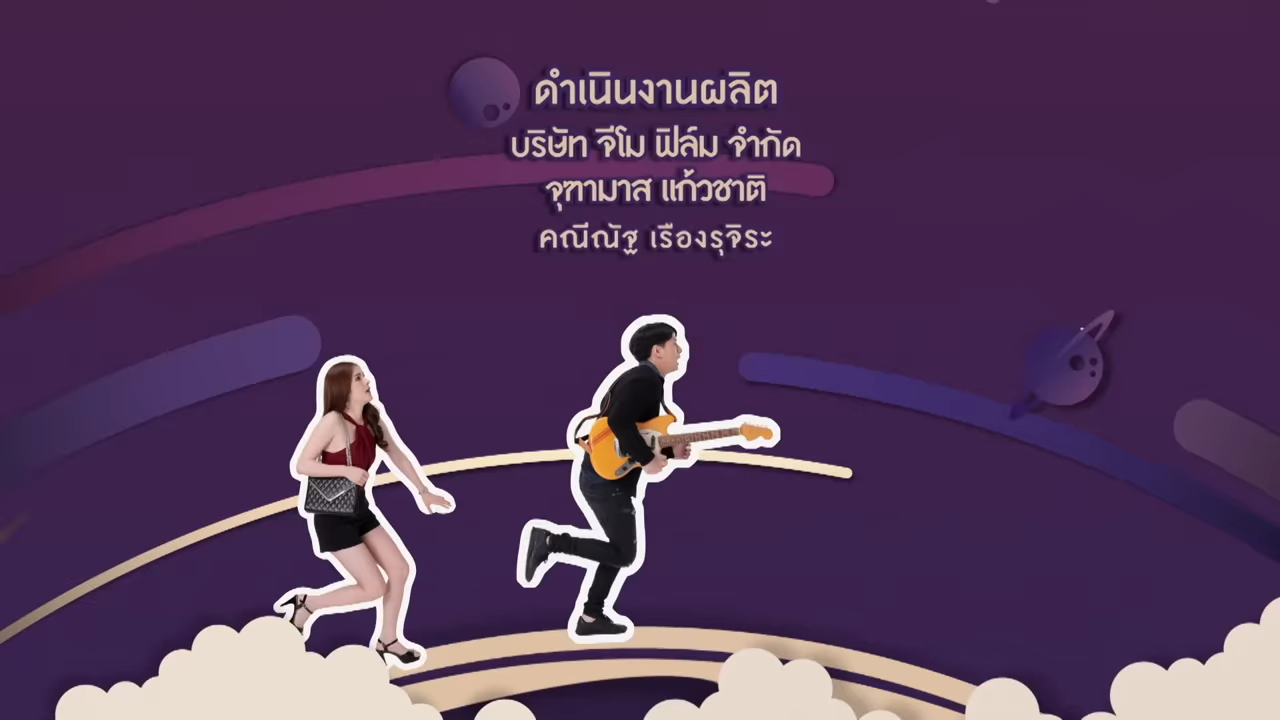 ดำเนินงานผลิต
บริษัท จีโม ฟิล์ม จำกัด
จุฑามาส แก้วชาติ
คณีณัฐ เรืองรุจิระ